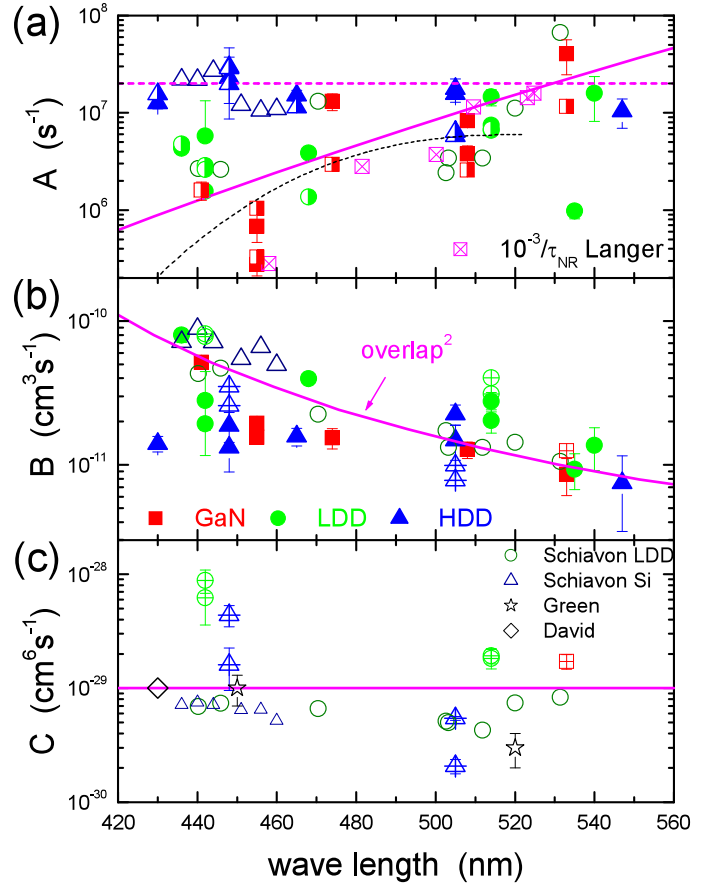 (a)
10⁸
10⁷
10⁶
A (s⁻¹)
10⁻³/τNR Langer
(b)
10⁻¹⁰
10⁻¹¹
B (cm³s⁻¹)
overlap²
GaN LDD HDD
(c)
10⁻²⁸
10⁻²⁹
10⁻³⁰
C (cm⁶s⁻¹)
Schiavon LDD
Schiavon Si
Green
David
420 440 460 480 500 520 540 560
wave length (nm)